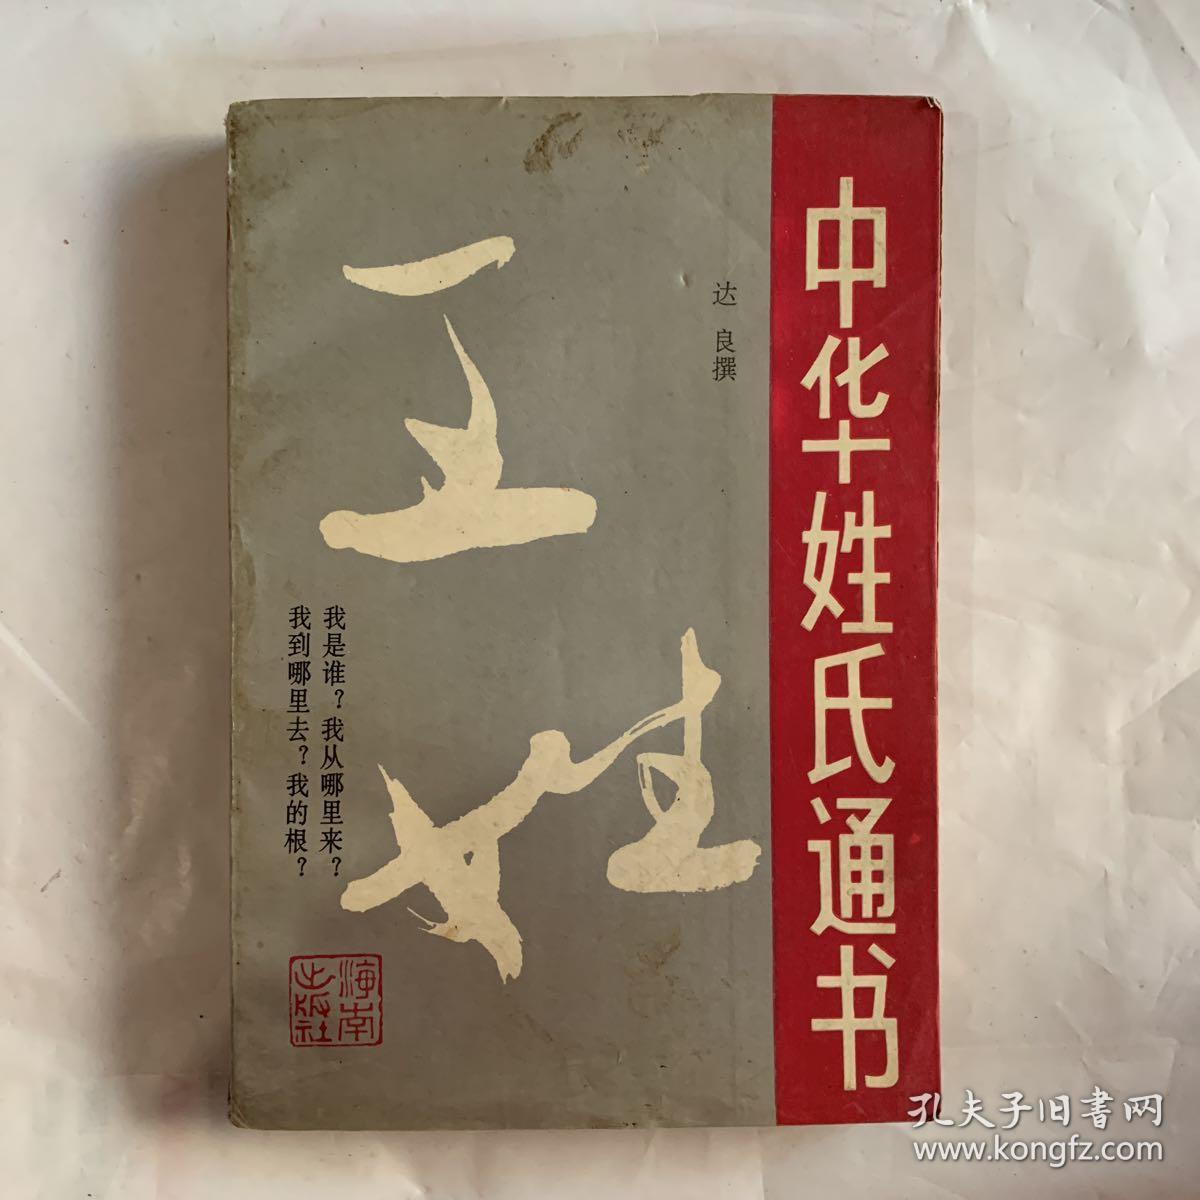 中华姓氏通书
达良撰
王姓
我是谁？我从哪里来？
我到哪里去？我的根？
海南
出版社
孔夫子旧書网
www.kongfz.com